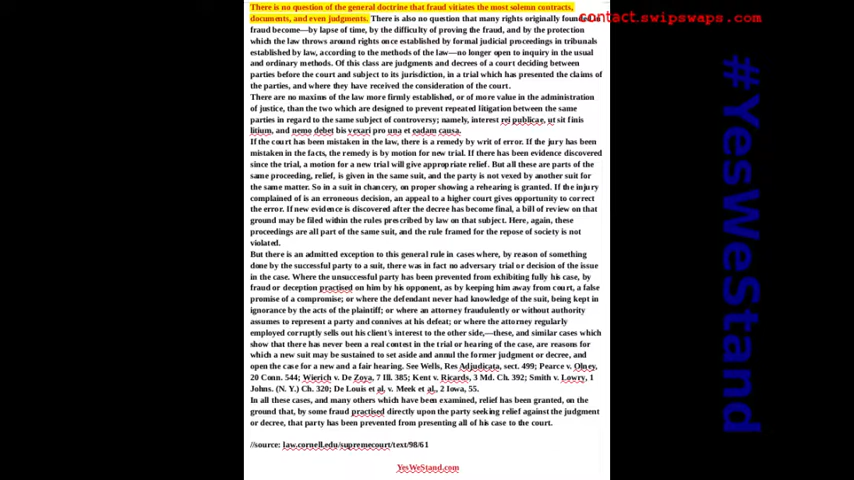 There is no question of the general doctrine that fraud vitiates the most solemn contracts,
documents, and even judgments. There is also no question that many rights originally founded in
contact.swipswaps.com
fraud become—by lapse of time, by the difficulty of proving the fraud, and by the protection
which the law throws around rights once established by formal judicial proceedings in tribunals
established by law, according to the methods of the law—no longer open to inquiry in the usual
and ordinary methods. Of this class are judgments and decrees of a court deciding between
parties before the court and subject to its jurisdiction, in a trial which has presented the claims of
the parties, and where they have received the consideration of the court.
There are no maxims of the law more firmly established, or of more value in the administration
of justice, than the two which are designed to prevent repeated litigation between the same
parties in regard to the same subject of controversy; namely, interest rei publicae, ut sit finis
litium, and nemo debet bis vexari pro una et eadam causa.
If the court has been mistaken in the law, there is a remedy by writ of error. If the jury has been
mistaken in the facts, the remedy is by motion for new trial. If there has been evidence discovered
since the trial, a motion for a new trial will give appropriate relief. But all these are parts of the
same proceeding, relief, is given in the same suit, and the party is not vexed by another suit for
the same matter. So in a suit in chancery, on proper showing a rehearing is granted. If the injury
complained of is an erroneous decision, an appeal to a higher court gives opportunity to correct
the error. If new evidence is discovered after the decree has become final, a bill of review on that
ground may be filed within the rules prescribed by law on that subject. Here, again, these
proceedings are all part of the same suit, and the rule framed for the repose of society is not
violated.
But there is an admitted exception to this general rule in cases where, by reason of something
done by the successful party to a suit, there was in fact no adversary trial or decision of the issue
in the case. Where the unsuccessful party has been prevented from exhibiting fully his case, by
fraud or deception practised on him by his opponent, as by keeping him away from court, a false
promise of a compromise; or where the defendant never had knowledge of the suit, being kept in
ignorance by the acts of the plaintiff; or where an attorney fraudulently or without authority
assumes to represent a party and connives at his defeat; or where the attorney regularly
employed corruptly sells out his client's interest to the other side,—these, and similar cases which
show that there has never been a real contest in the trial or hearing of the case, are reasons for
which a new suit may be sustained to set aside and annul the former judgment or decree, and
open the case for a new and a fair hearing. See Wells, Res Adjudicata, sect. 499; Pearce v. Olney,
20 Conn. 544; Wierich v. De Zoya, 7 Ill. 385; Kent v. Ricards, 3 Md. Ch. 392; Smith v. Lowry, 1
Johns. (N. Y.) Ch. 320; De Louis et al. v. Meek et al., 2 Iowa, 55.
In all these cases, and many others which have been examined, relief has been granted, on the
ground that, by some fraud practised directly upon the party seeking relief against the judgment
or decree, that party has been prevented from presenting all of his case to the court.
//source: law.cornell.edu/supremecourt/text/98/61
YesWeStand.com
#YesWeStand